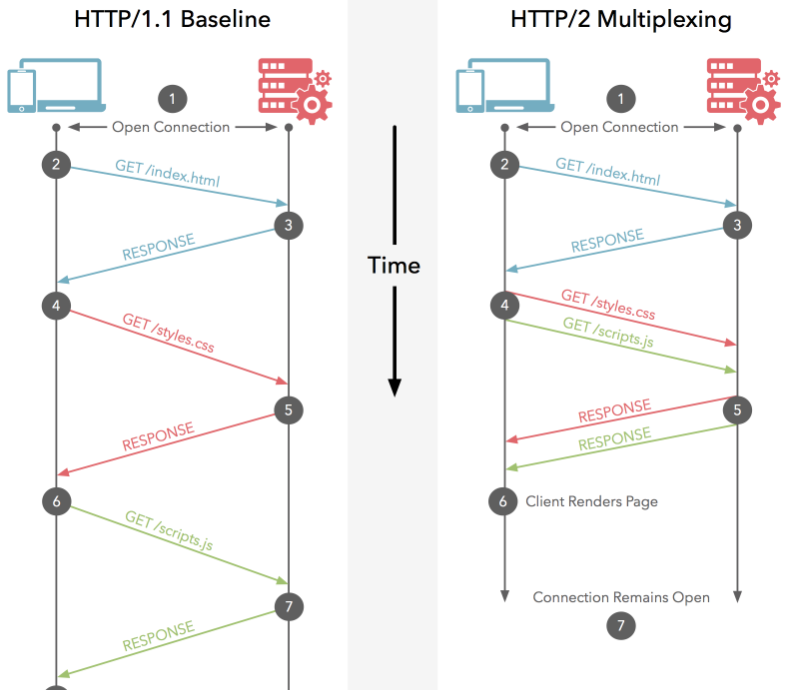 HTTP/1.1 Baseline
1
Open Connection
2
GET /index.html
3
RESPONSE
4
GET /styles.css
5
RESPONSE
6
GET /scripts.js
7
RESPONSE
Time
HTTP/2 Multiplexing
1
Open Connection
2
GET /index.html
3
RESPONSE
4
GET /styles.css
GET /scripts.js
5
RESPONSE
RESPONSE
6 Client Renders Page
Connection Remains Open
7